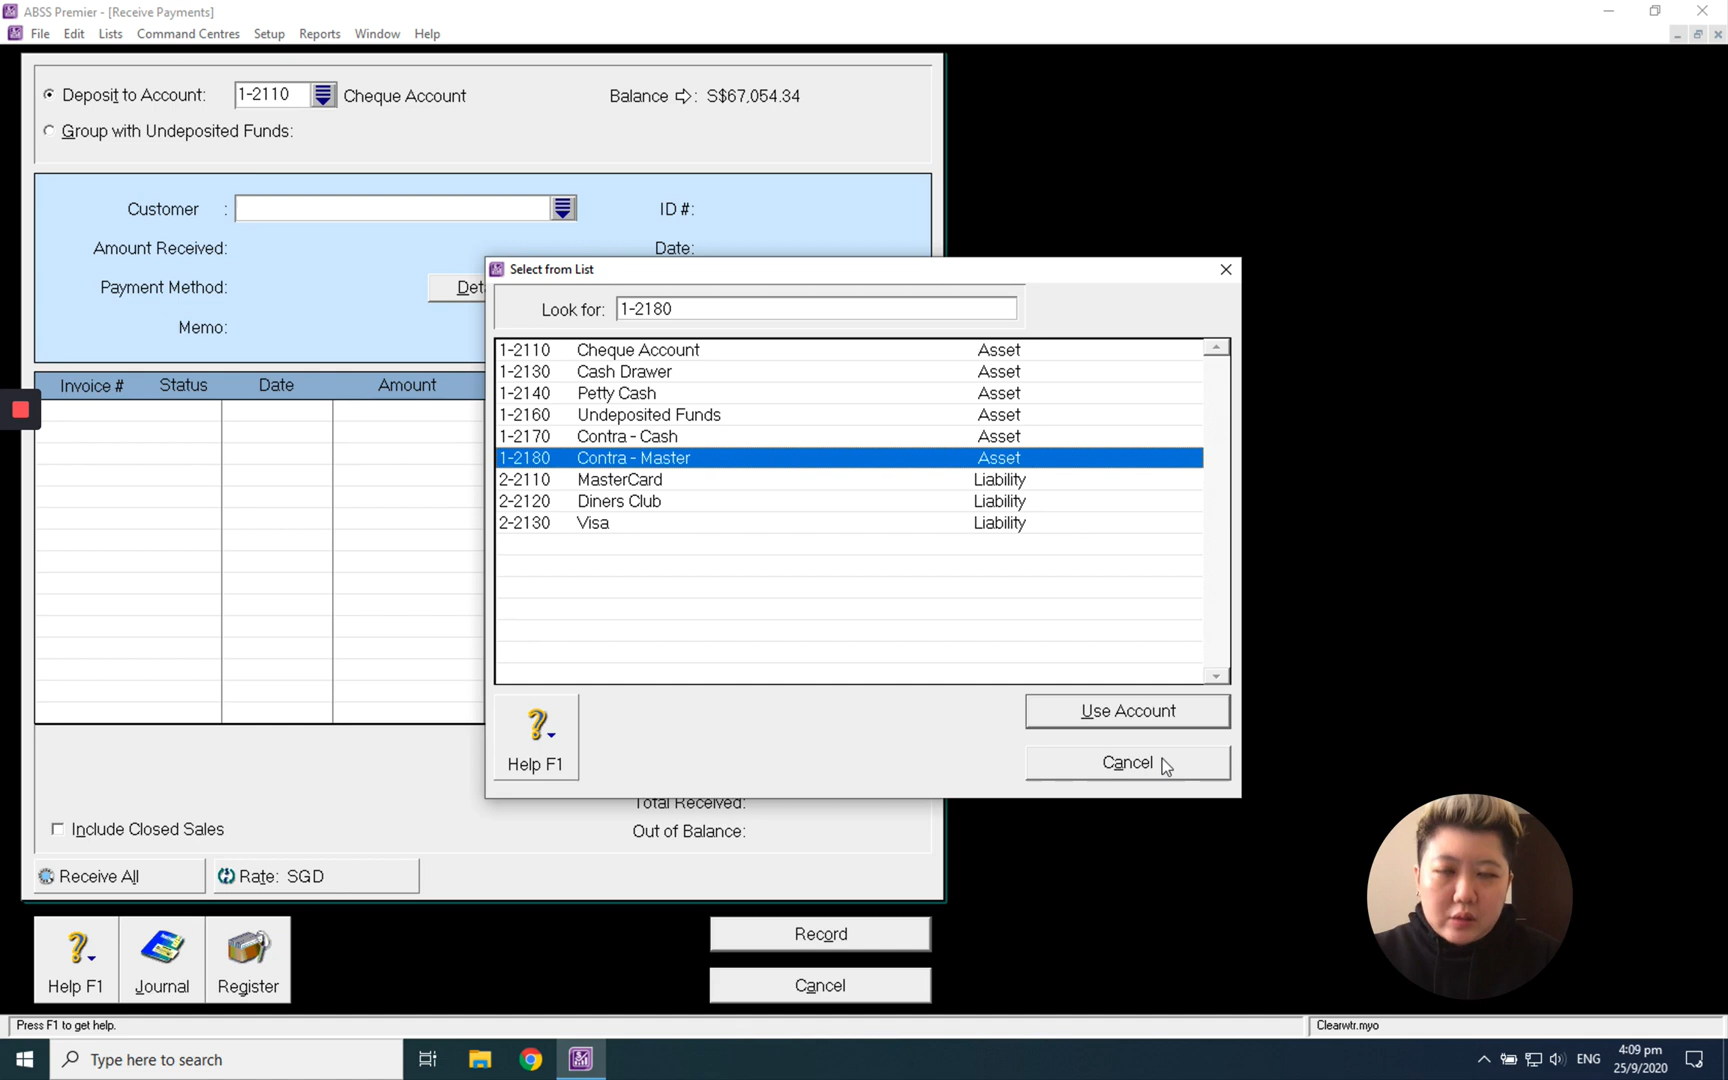 ABSS Premier - [Receive Payments]
File Edit Lists Command Centres Setup Reports Window Help
Deposit to Account: 1-2110 Cheque Account Balance : S$67,054.34
Group with Undeposited Funds:
Customer : ID #:
Amount Received: Date:
Payment Method:
Memo:
Invoice # Status Date Amount
Select from List
Look for: 1-2180
1-2110 Cheque Account Asset
1-2130 Cash Drawer Asset
1-2140 Petty Cash Asset
1-2160 Undeposited Funds Asset
1-2170 Contra - Cash Asset
1-2180 Contra - Master Asset
2-2110 MasterCard Liability
2-2120 Diners Club Liability
2-2130 Visa Liability
Use Account
Help F1 Cancel
Total Received:
Include Closed Sales Out of Balance:
Receive All Rate: SGD
Record
Help F1 Journal Register Cancel
Press F1 to get help. Clearwtr.myo
Type here to search ENG 4:09 pm
25/9/2020